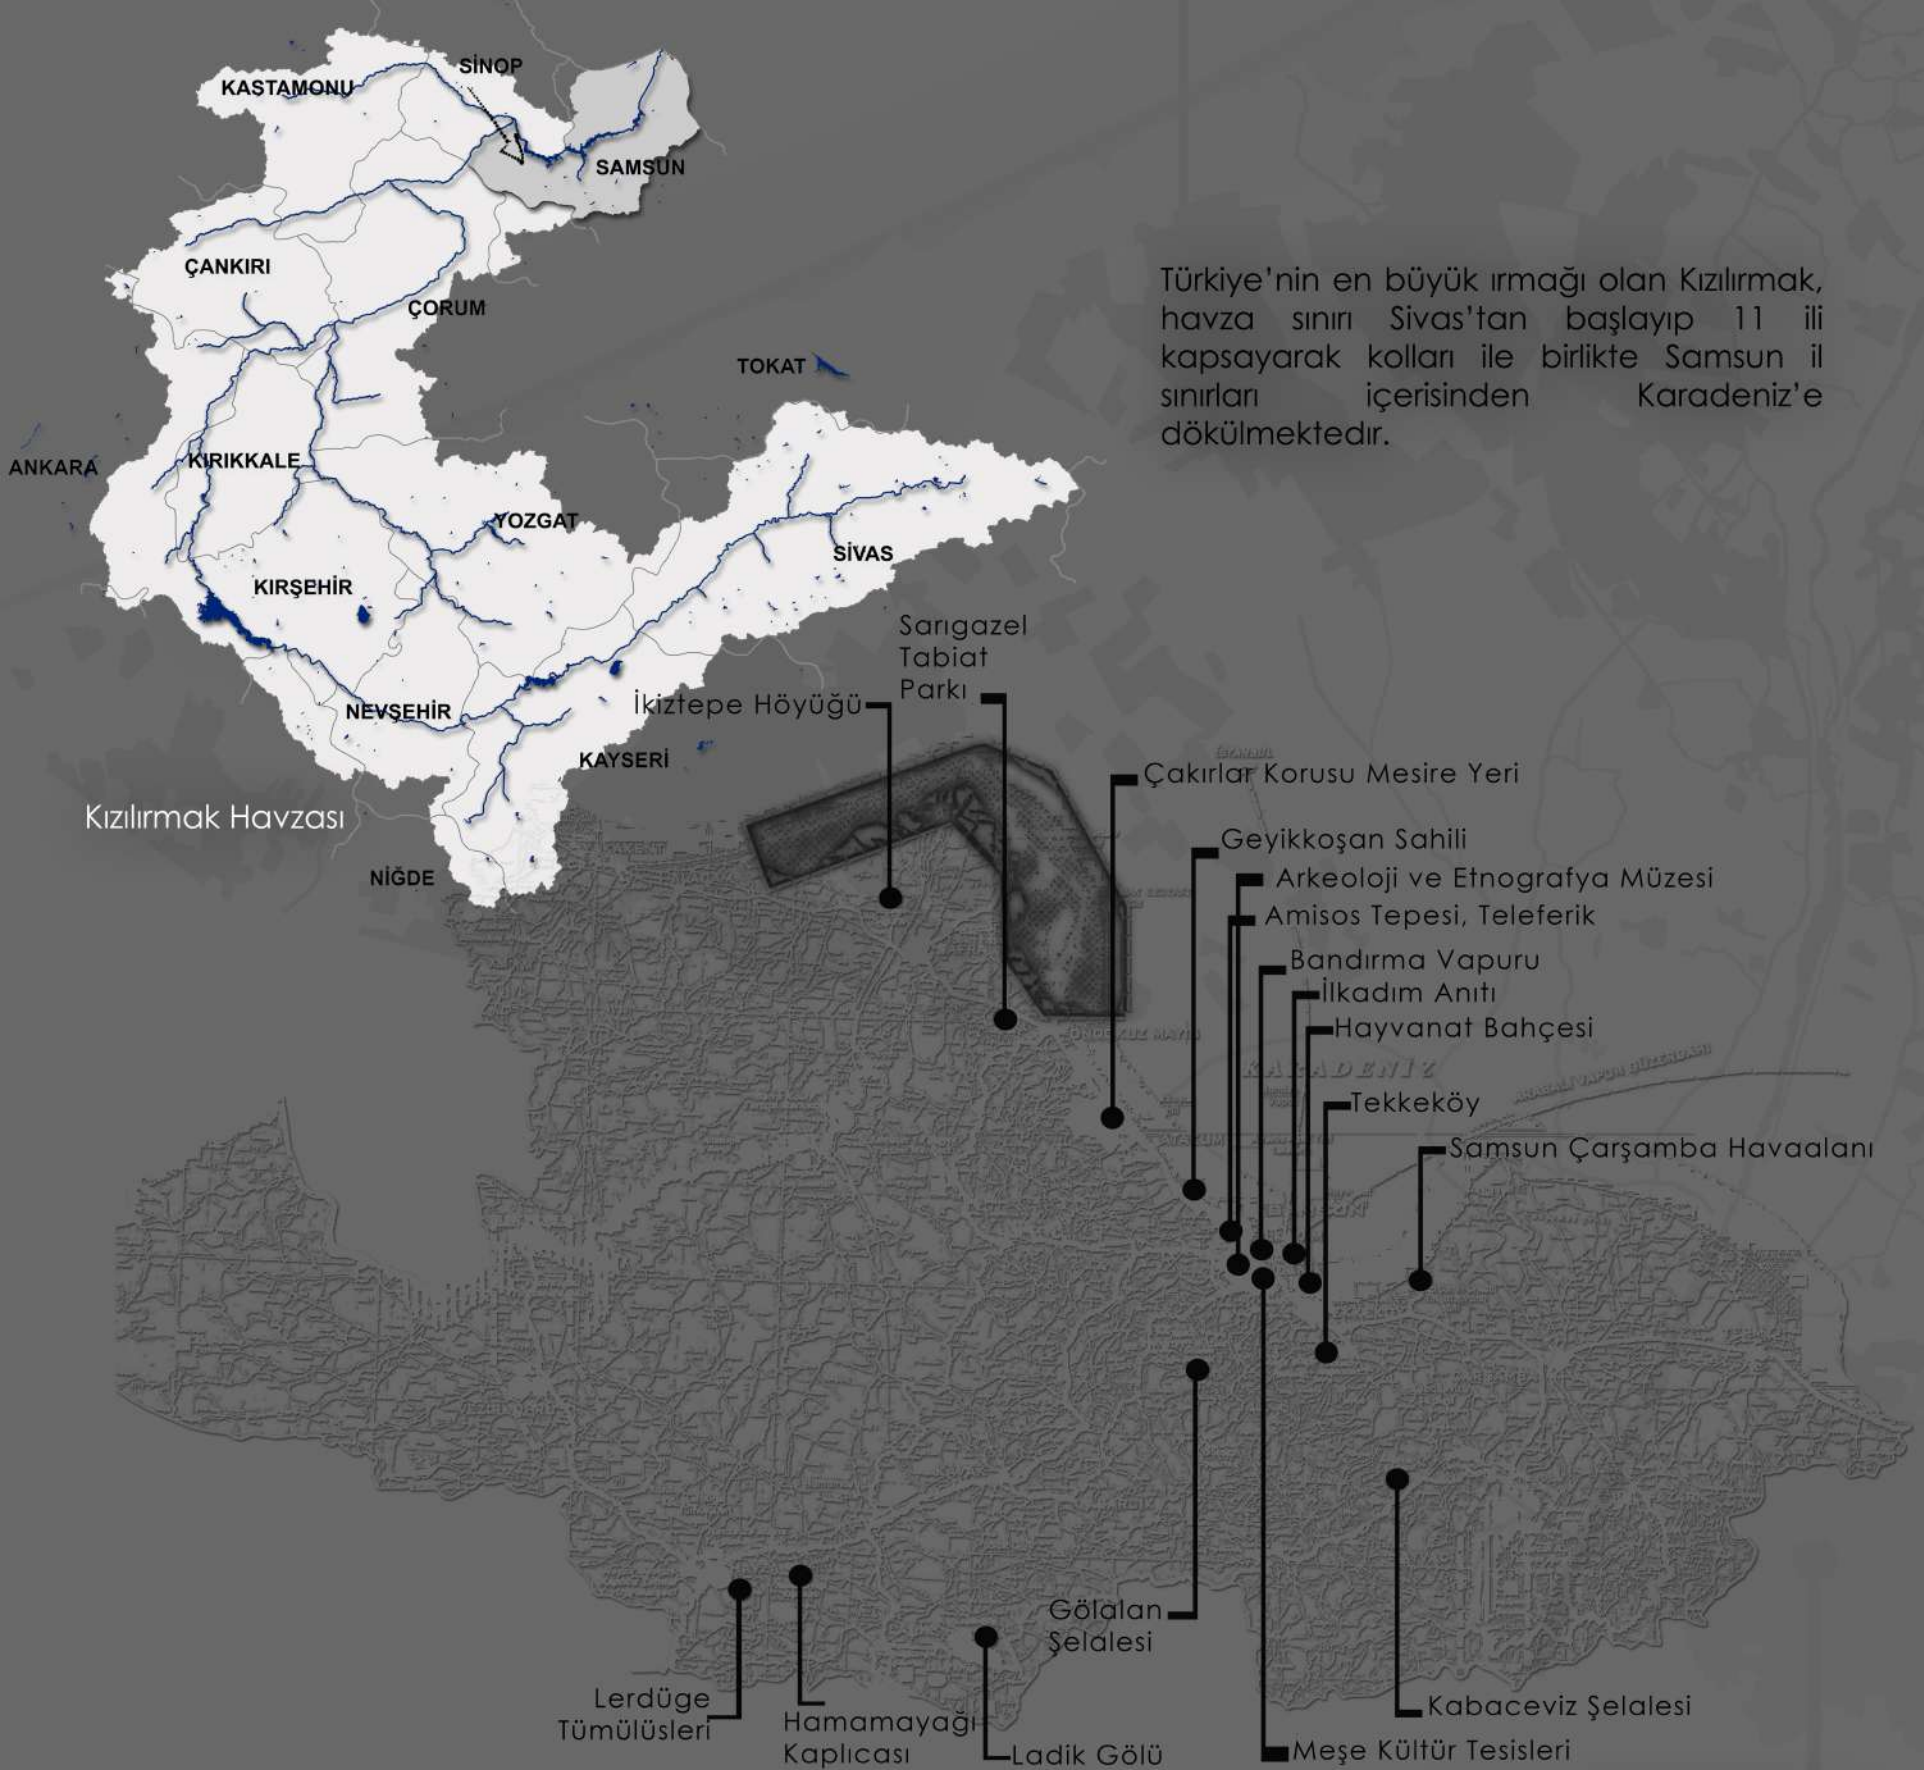 SİNOP
KASTAMONU
SAMSUN
ÇANKIRI
ÇORUM
TOKAT
ANKARA
KIRIKKALE
YOZGAT
SİVAS
KIRŞEHİR
NEVŞEHİR
KAYSERİ
NİĞDE
Kızılırmak Havzası
Türkiye'nin en büyük ırmağı olan Kızılırmak,
havza sınırı Sivas'tan başlayıp 11 ili
kapsayarak kolları ile birlikte Samsun il
sınırları içerisinden Karadeniz'e
dökülmektedır.
Sarıgazel
Tabiat
Parkı
İkiztepe Höyüğü
Çakırlar Korusu Mesire Yeri
Geyikkoşan Sahili
Arkeoloji ve Etnografya Müzesi
Amisos Tepesi, Teleferik
Bandırma Vapuru
İlkadım Anıtı
Hayvanat Bahçesi
KARADENİZ
Tekkeköy
Samsun Çarşamba Havaalanı
Gölalan
Şelalesi
Lerdüge
Tümülüsleri
Hamamayağı
Kaplıcası
Ladik Gölü
Kabaceviz Şelalesi
Meşe Kültür Tesisleri